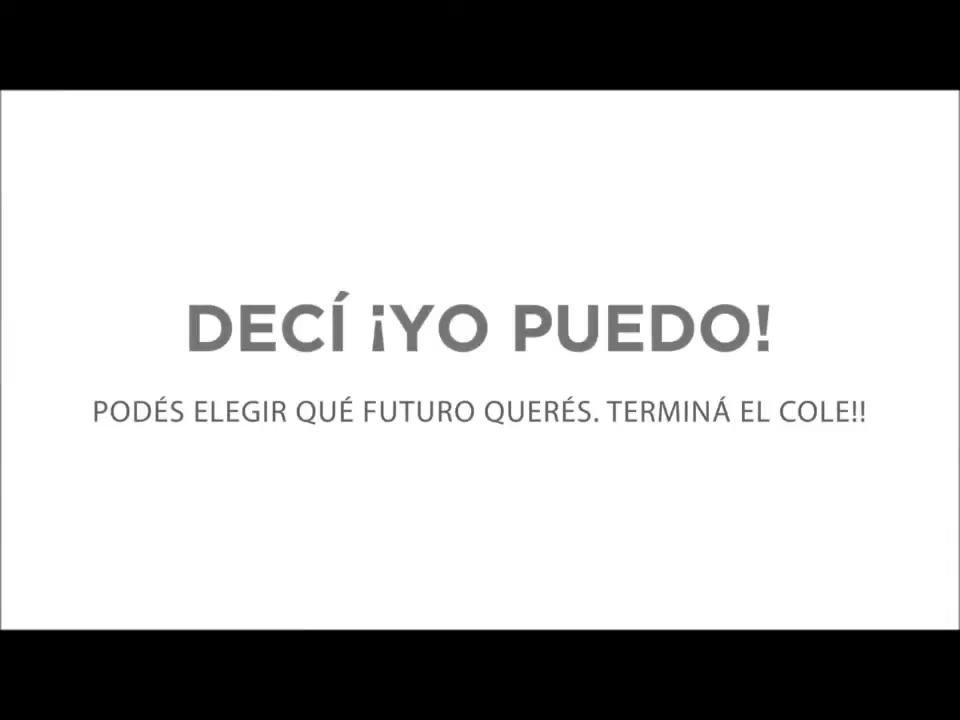 DECÍ ¡YO PUEDO!
PODÉS ELEGIR QUÉ FUTURO QUERÉS. TERMINÁ EL COLE!!